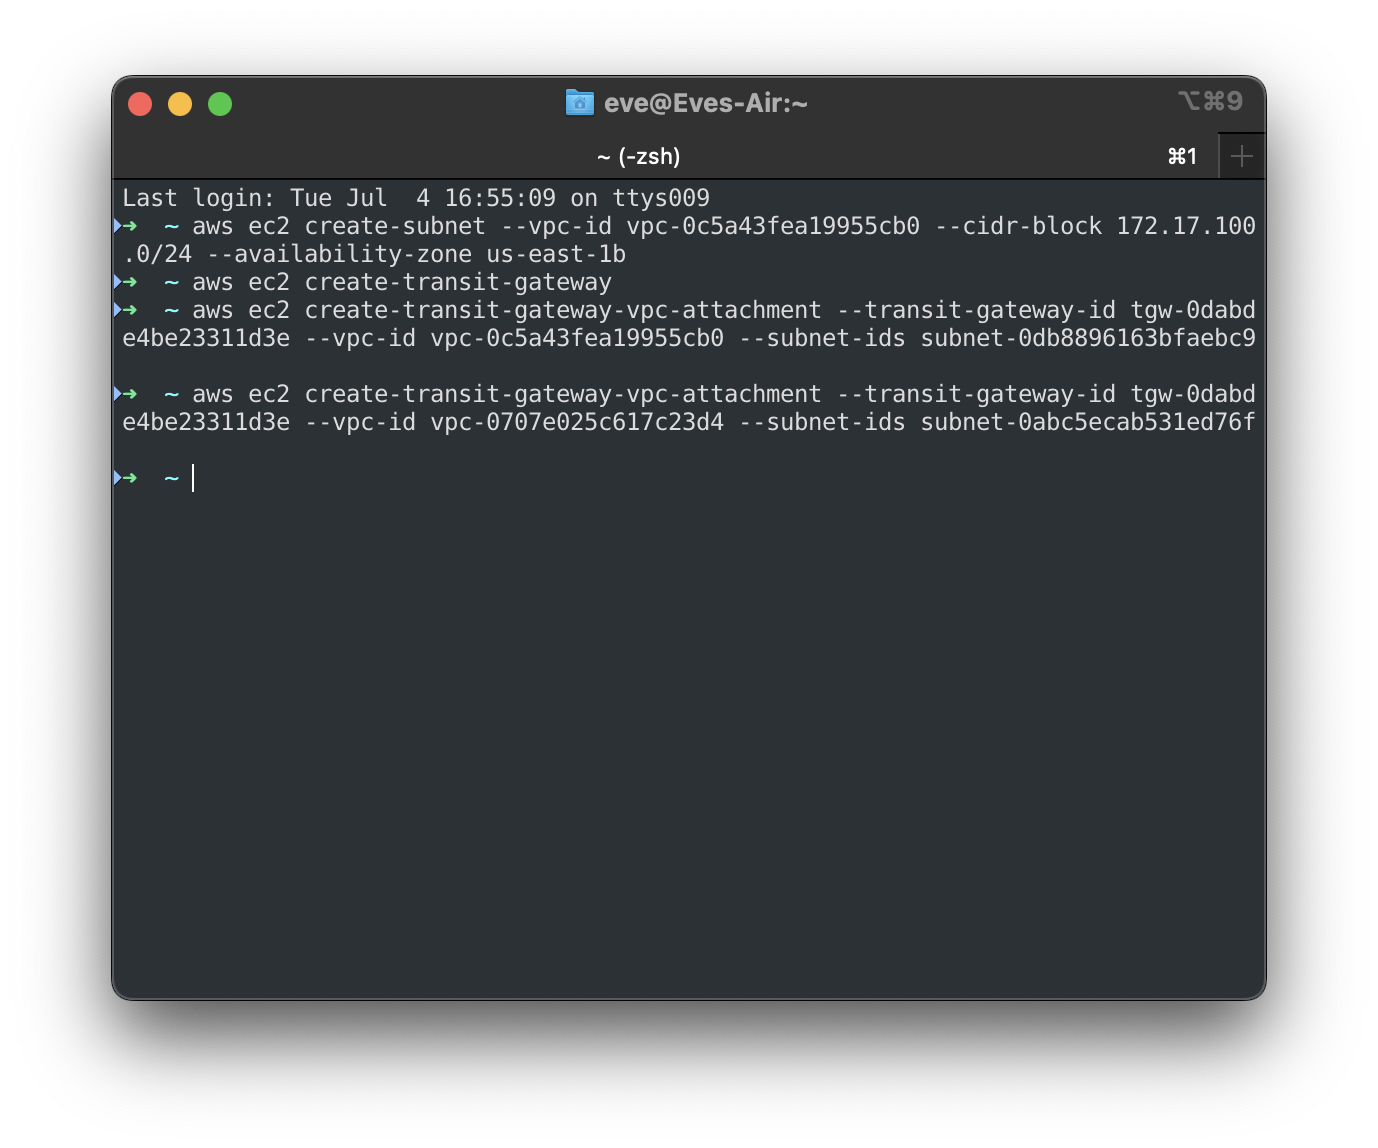 eve@Eves-Air:~
⌥⌘9
~ (-zsh)
⌘1
Last login: Tue Jul  4 16:55:09 on ttys009
➜  ~ aws ec2 create-subnet --vpc-id vpc-0c5a43fea19955cb0 --cidr-block 172.17.100
.0/24 --availability-zone us-east-1b
➜  ~ aws ec2 create-transit-gateway
➜  ~ aws ec2 create-transit-gateway-vpc-attachment --transit-gateway-id tgw-0dabd
e4be23311d3e --vpc-id vpc-0c5a43fea19955cb0 --subnet-ids subnet-0db8896163bfaebc9
➜  ~ aws ec2 create-transit-gateway-vpc-attachment --transit-gateway-id tgw-0dabd
e4be23311d3e --vpc-id vpc-0707e025c617c23d4 --subnet-ids subnet-0abc5ecab531ed76f
➜  ~